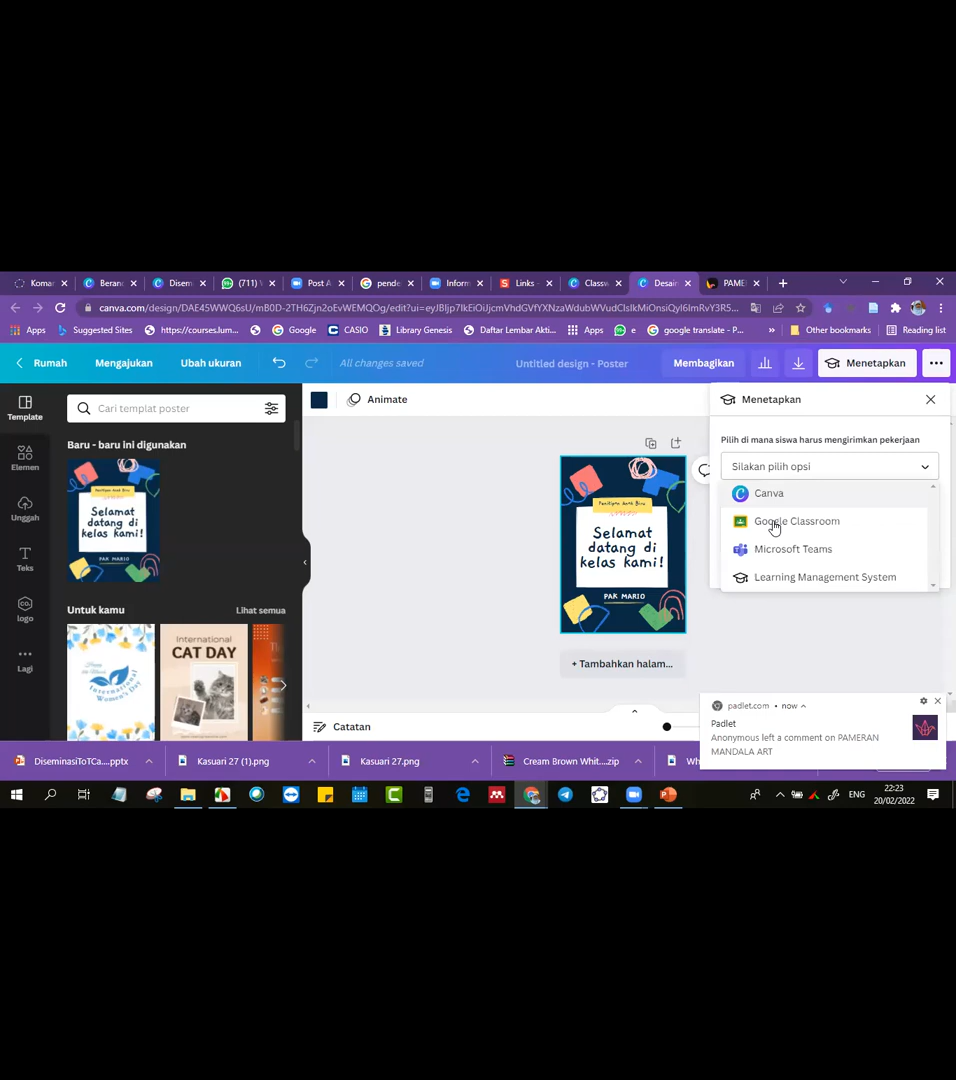 Koma
Beran
Disem
(711) \
Post A
pende
Inform
Links -
Classw
Desain
PAME
canva.com/design/DAE45WWQ6sU/mB0D-2TH6Zjn2oEvWEMQOg/edit?ui=
Apps
Suggested Sites
https://courses.lum...
Google
CASIO
Library Genesis
Daftar Lembar Akti...
Apps
e
google translate - P...
»
Other bookmarks
Reading list
Rumah
Mengajukan
Ubah ukuran
All changes saved
Untitled design - Poster
Membagikan
Menetapkan
Template
Elemen
Unggah
Teks
CO.
logo
Lagi
Cari templat poster
Baru - baru ini digunakan
Selamat
datang di
kelas kami!
PAK MARIO
Untuk kamu
Lihat semua
International
CAT DAY
Animate
Selamat
datang di
kelas kami!
PAK MARIO
+ Tambahkan halam...
Catatan
Menetapkan
Pilih di mana siswa harus mengirimkan pekerjaan
Silakan pilih opsi
Canva
Google Classroom
Microsoft Teams
Learning Management System
padlet.com • now
Padlet
Anonymous left a comment on PAMERAN
MANDALA ART
DiseminasiToTCa....pptx
Kasuari 27 (1).png
Kasuari 27.png
Cream Brown Whit....zip
Wh
ENG
22:23
20/02/2022